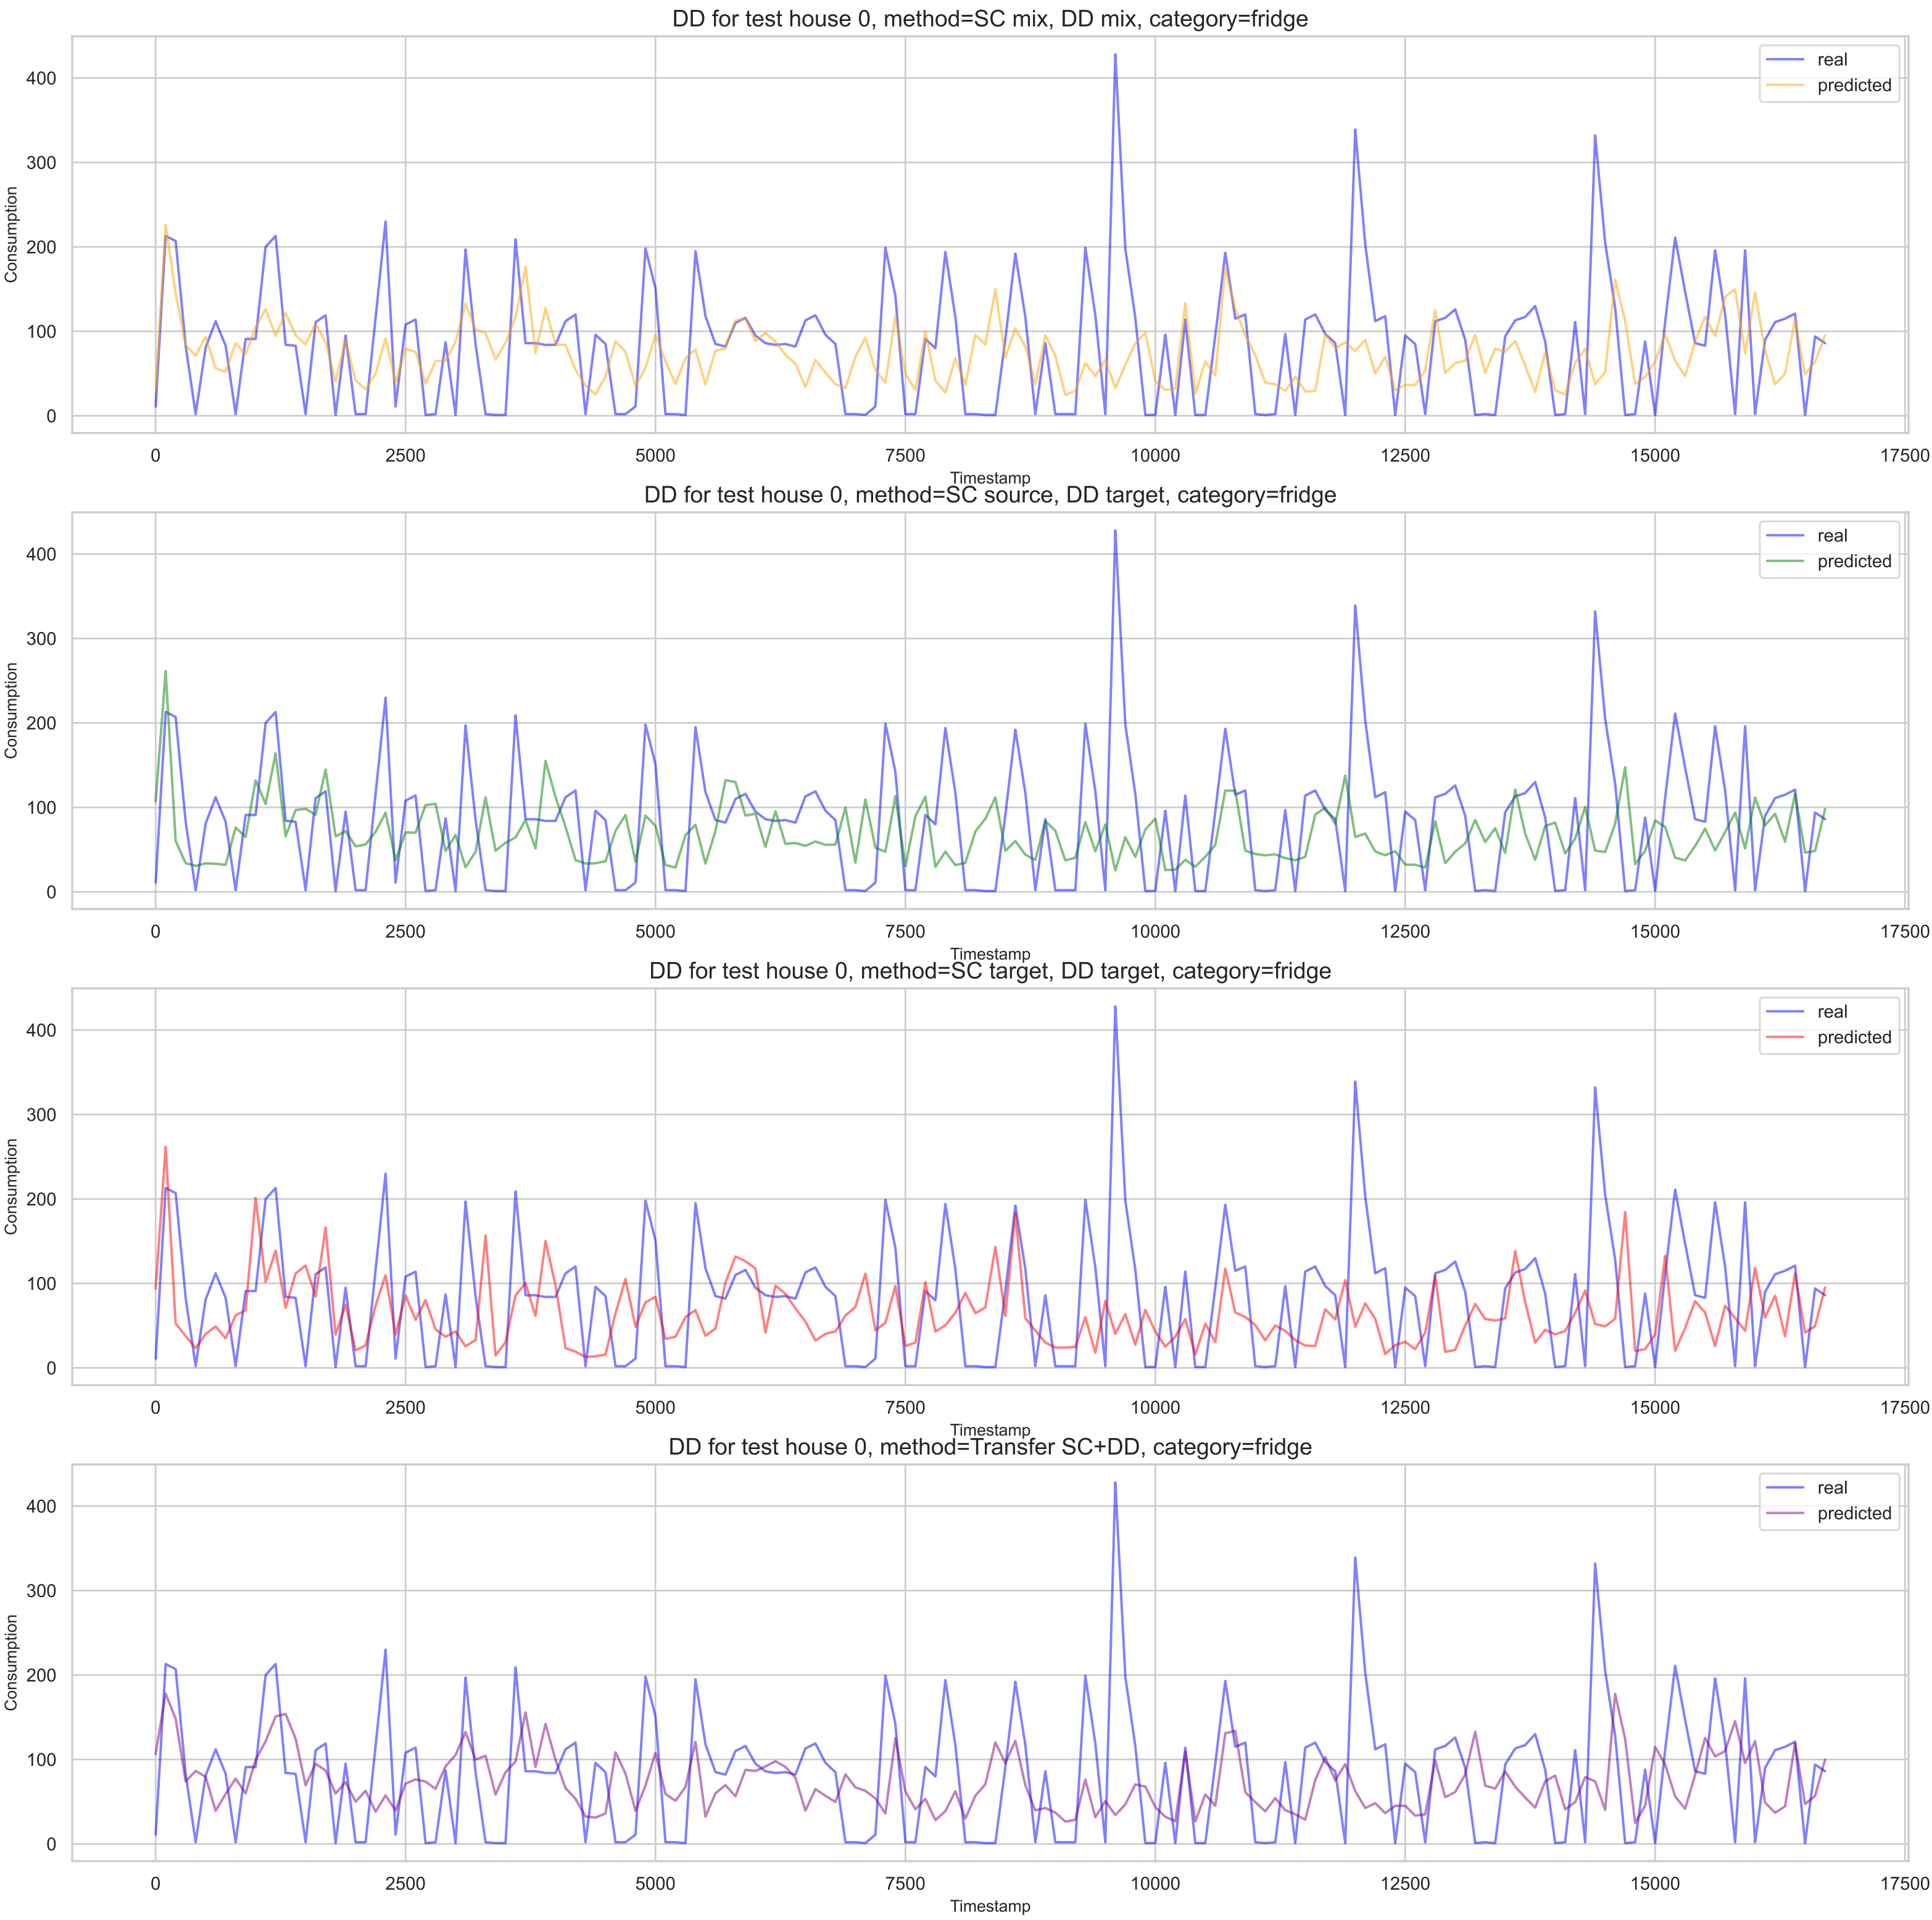 DD for test house 0, method=SC mix, DD mix, category=fridge
real
predicted
400
300
200
100
0
Consumption
0 2500 5000 7500 10000 12500 15000 17500
Timestamp
DD for test house 0, method=SC source, DD target, category=fridge
real
predicted
400
300
200
100
0
Consumption
0 2500 5000 7500 10000 12500 15000 17500
Timestamp
DD for test house 0, method=SC target, DD target, category=fridge
real
predicted
400
300
200
100
0
Consumption
0 2500 5000 7500 10000 12500 15000 17500
Timestamp
DD for test house 0, method=Transfer SC+DD, category=fridge
real
predicted
400
300
200
100
0
Consumption
0 2500 5000 7500 10000 12500 15000 17500
Timestamp